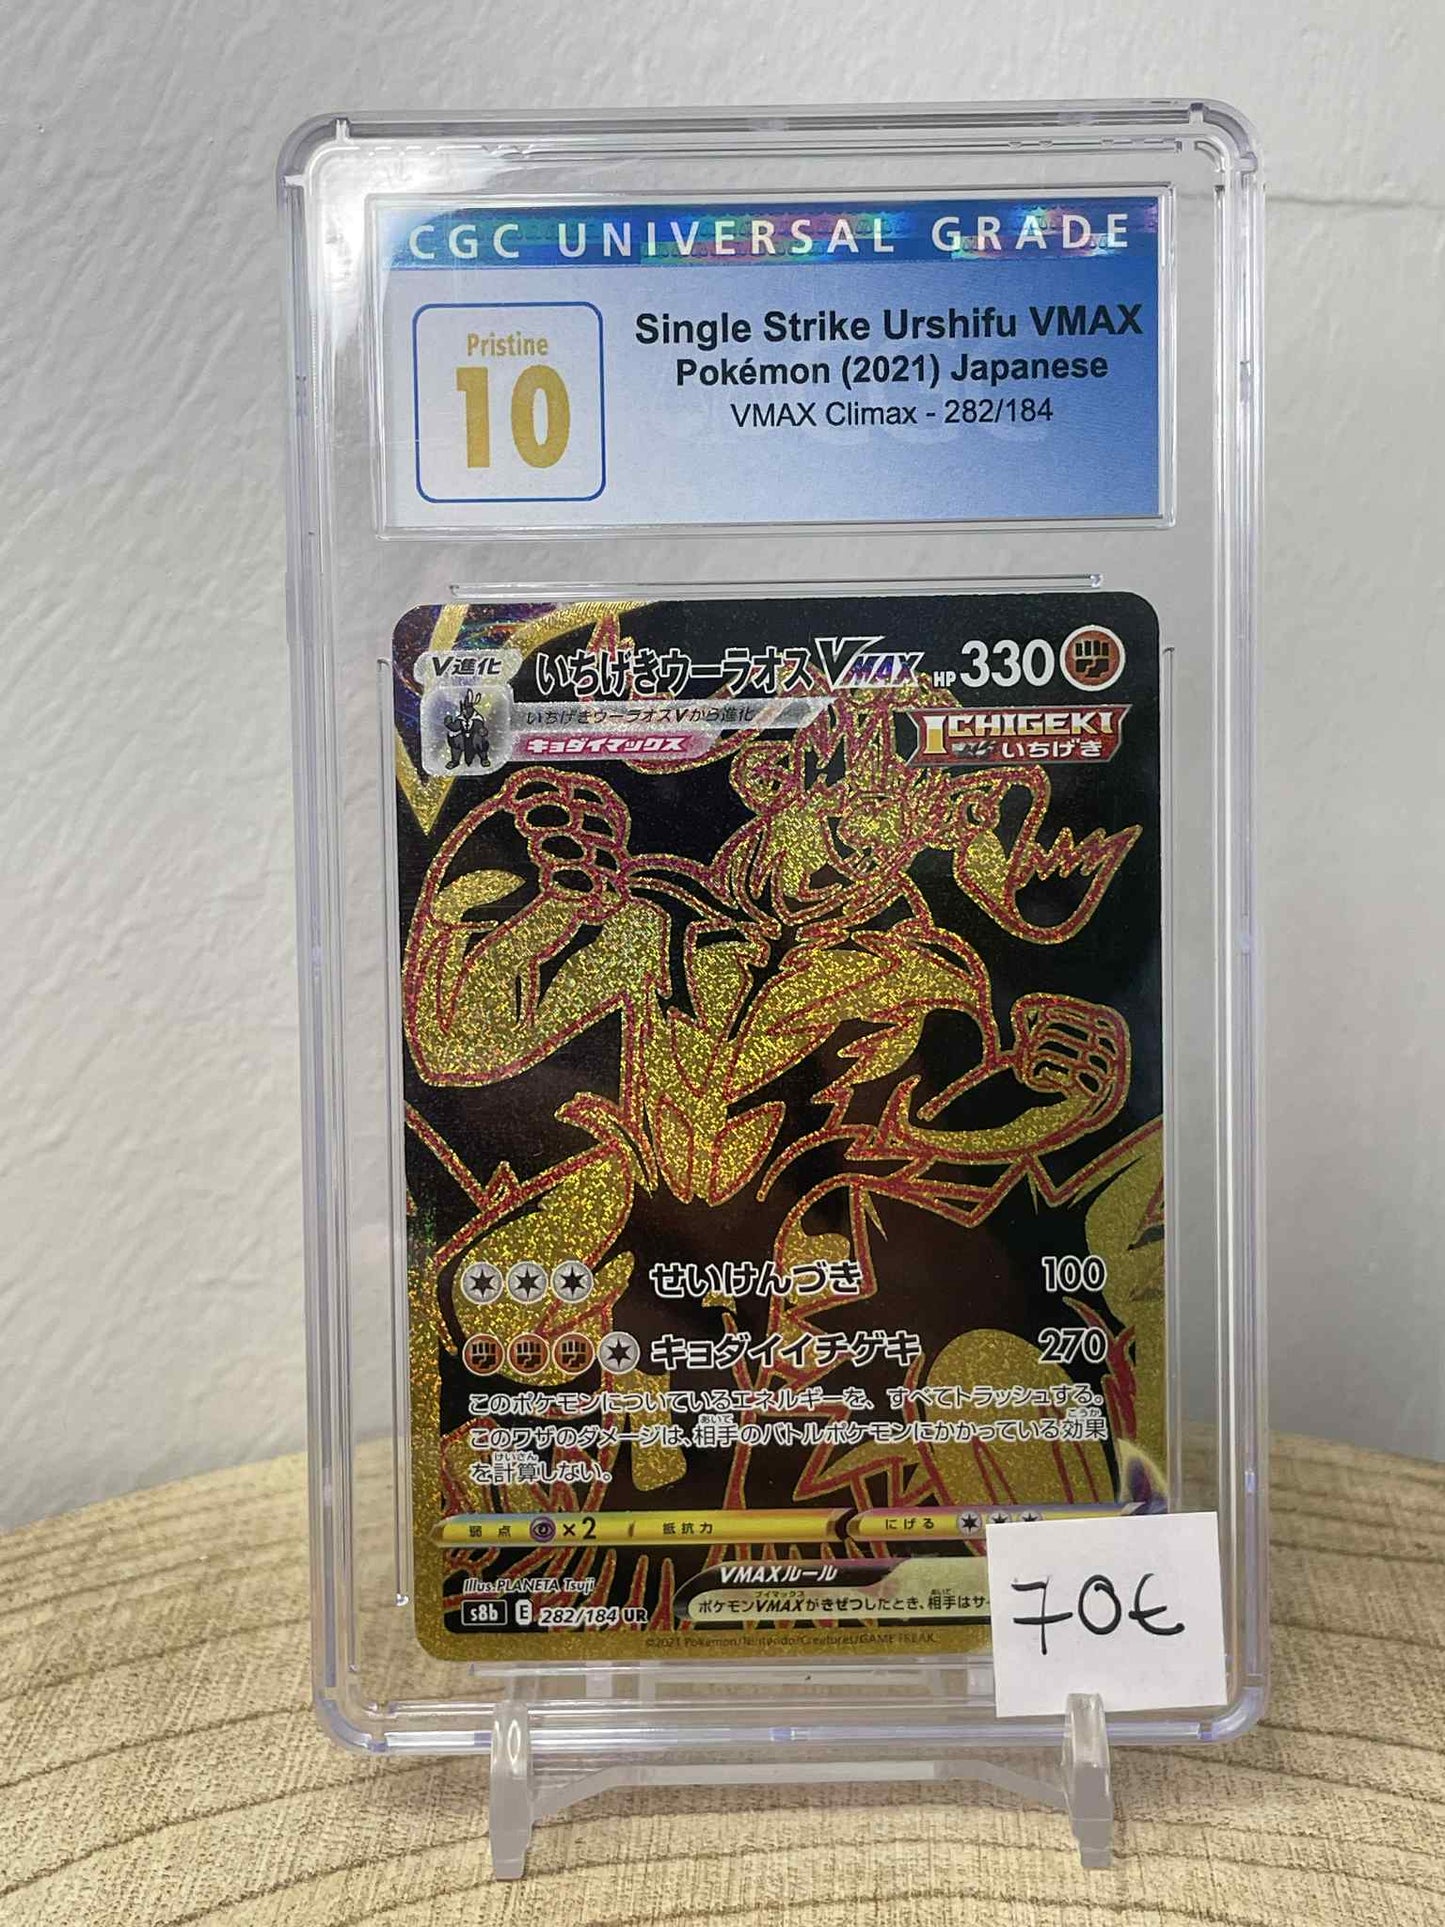 CGC UNIVERSAL GRADE
Pristine
10
Single Strike Urshifu VMAX
Pokémon (2021) Japanese
VMAX Climax - 282/184
V進化
いちげきウーラオス VMAX HP 330
いちげきウーラオスVから進化
キョダイマックス
ICHIGEKI
いちげき
せいけんづき 100
キョダイイチゲキ 270
このポケモンについているエネルギーを、すべてトラッシュする。
このワザのダメージは、相手のバトルポケモンにかかっている効果
を計算しない。
弱点 ×2 抵抗力 にげる
VMAXルール
Illus. PLANETA Tsuji
ポケモンVMAXがきぜつしたとき、相手はサ
s8b E 282/184 UR
©2021 Pokémon/Nintendo/Creatures/GAME FREAK.
70€